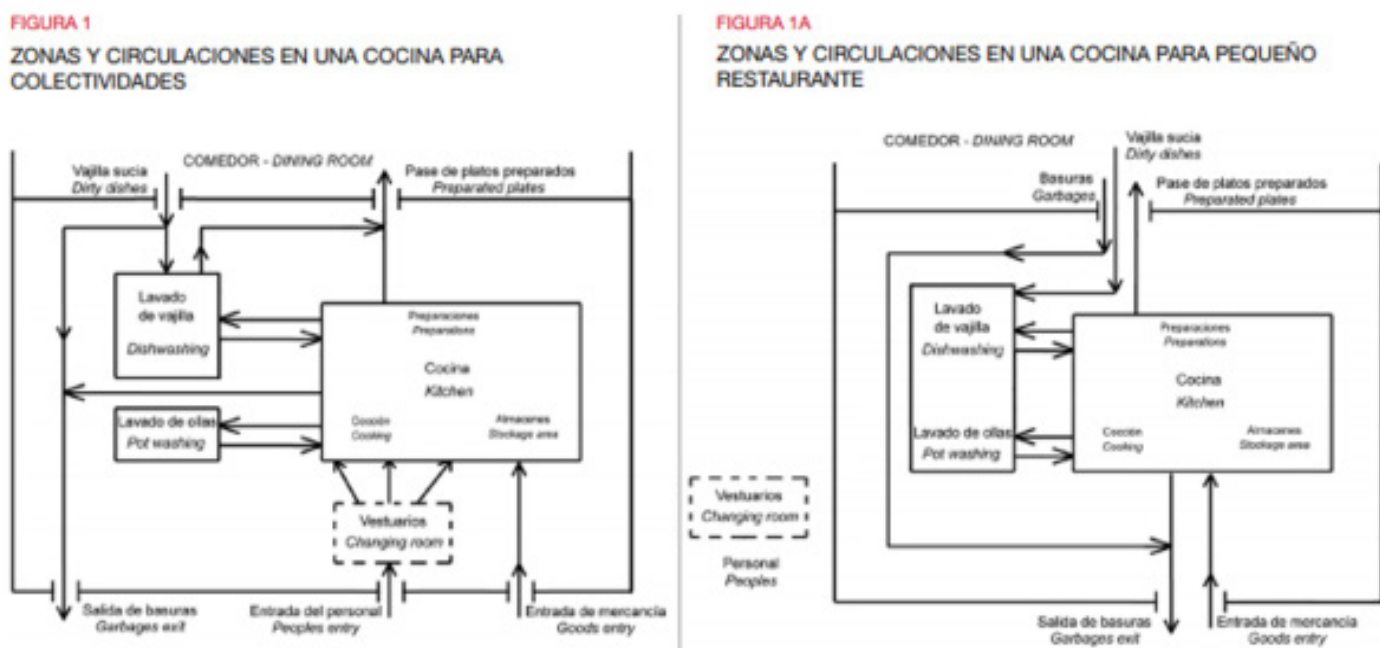 FIGURA 1
ZONAS Y CIRCULACIONES EN UNA COCINA PARA
COLECTIVIDADES
Vajilla sucia
Dirty dishes
COMEDOR - DINING ROOM
Pase de platos preparados
Preparated plates
Lavado
de vajilla
Dishwashing
Preparaciones
Preparations
Cocina
Kitchen
Lavado de ollas
Pot washing
Cocción
Cooking
Almacenes
Stockage area
Vestuarios
Changing room
Salida de basuras
Garbages exit
Entrada del personal
Peoples entry
Entrada de mercancía
Goods entry
FIGURA 1A
ZONAS Y CIRCULACIONES EN UNA COCINA PARA PEQUEÑO
RESTAURANTE
COMEDOR - DINING ROOM
Vajilla sucia
Dirty dishes
Basuras
Garbages
Pase de platos preparados
Preparated plates
Lavado
de vajilla
Dishwashing
Preparaciones
Preparations
Cocina
Kitchen
Lavado de ollas
Pot washing
Cocción
Cooking
Almacenes
Stockage area
Vestuarios
Changing room
Personal
Peoples
Salida de basuras
Garbages exit
Entrada de mercancía
Goods entry